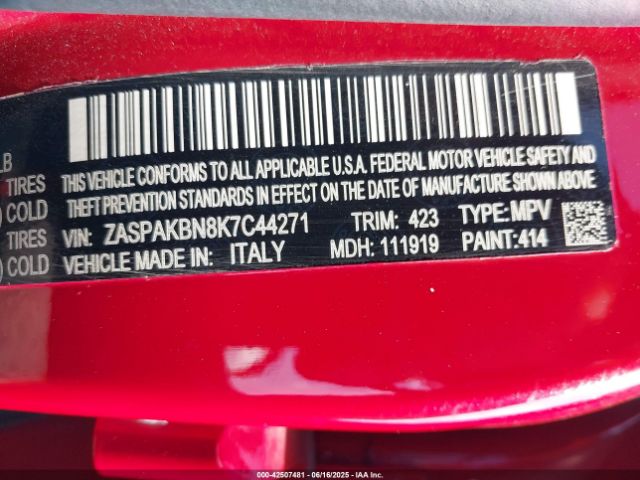 LB
TIRES
COLD
TIRES
) COLD
THIS VEHICLE CONFORMS TO ALL APPLICABLE U.S.A. FEDERAL MOTOR VEHICLE SAFETY AND
THEFT PREVENTION STANDARDS IN EFFECT ON THE DATE OF MANUFACTURE SHOWN ABOVE.
VIN: ZASPAKBN8K7C44271 TRIM: 423 TYPE: MPV
VEHICLE MADE IN: ITALY MDH: 111919 PAINT: 414
000-42507481 - 06/16/2025 - IAA Inc.